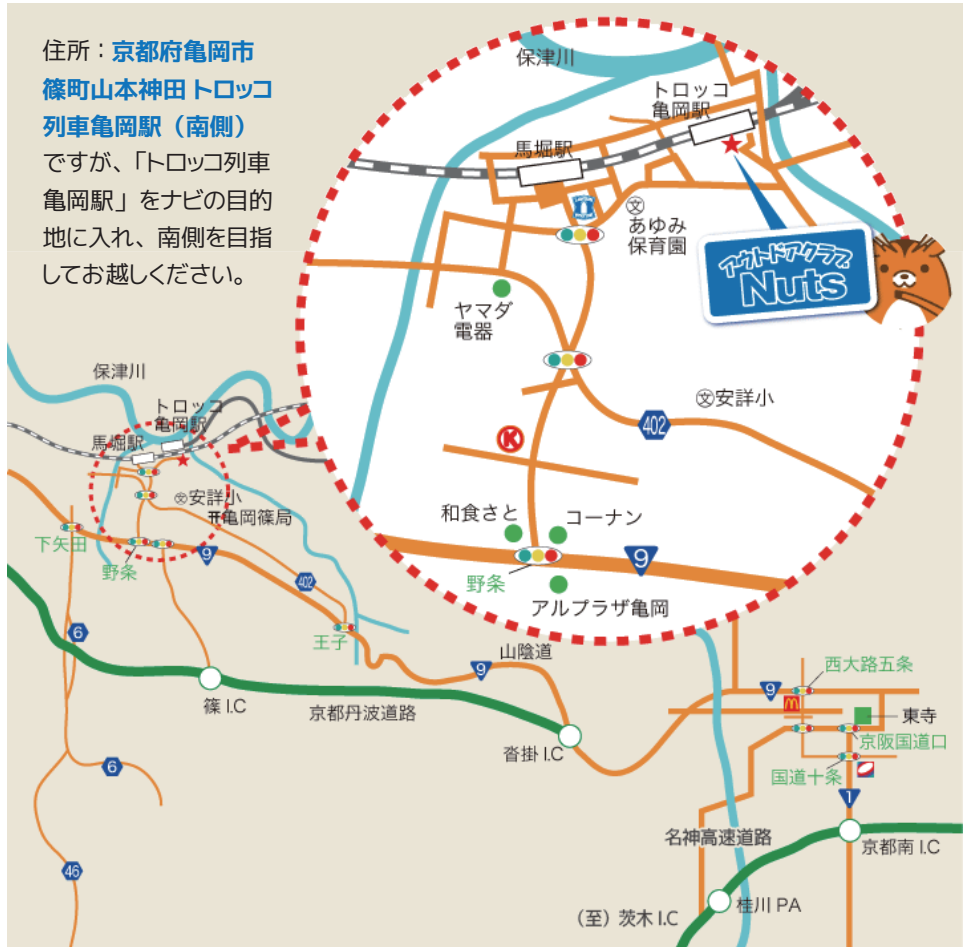 住所：京都府亀岡市
篠町山本神田 トロッコ
列車亀岡駅（南側）
ですが、「トロッコ列車
亀岡駅」をナビの目的
地に入れ、南側を目指
してお越しください。
保津川
トロッコ
亀岡駅
馬堀駅
文
あゆみ
保育園
アウトドアクラブ
Nuts
ヤマダ
電器
文安詳小
402
K
和食さと
コーナン
野条
9
アルプラザ亀岡
保津川
トロッコ
亀岡駅
馬堀駅
文安詳小
亀岡篠局
下矢田
野条
9
402
王子
6
篠 I.C
京都丹波道路
山陰道
9
沓掛 I.C
6
46
西大路五条
9
東寺
京阪国道口
国道十条
1
名神高速道路
京都南 I.C
桂川 PA
（至）茨木 I.C